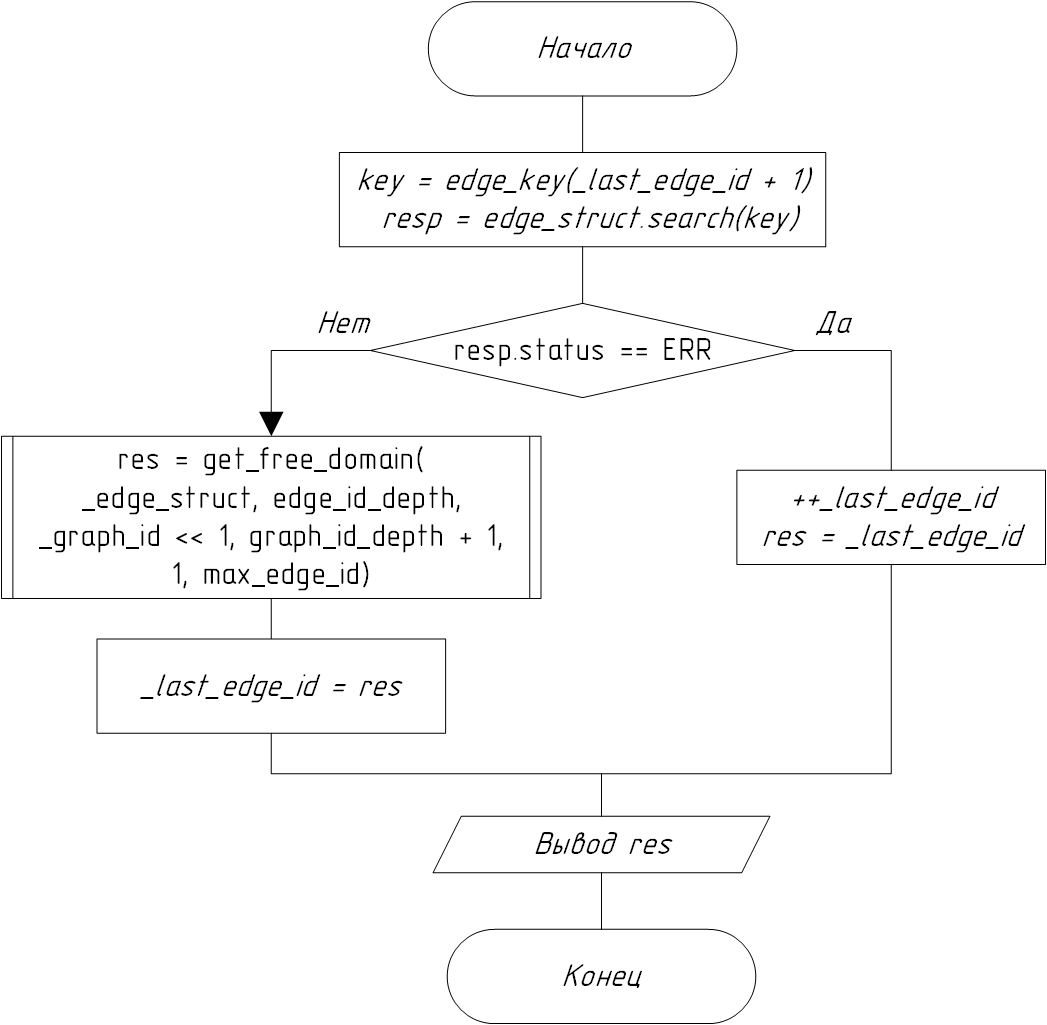 Начало
key = edge_key(_last_edge_id + 1)
resp = edge_struct.search(key)
Нет
Да
resp.status == ERR
res = get_free_domain(
_edge_struct, edge_id_depth,
_graph_id << 1, graph_id_depth + 1,
1, max_edge_id)
++_last_edge_id
res = _last_edge_id
_last_edge_id = res
Вывод res
Конец